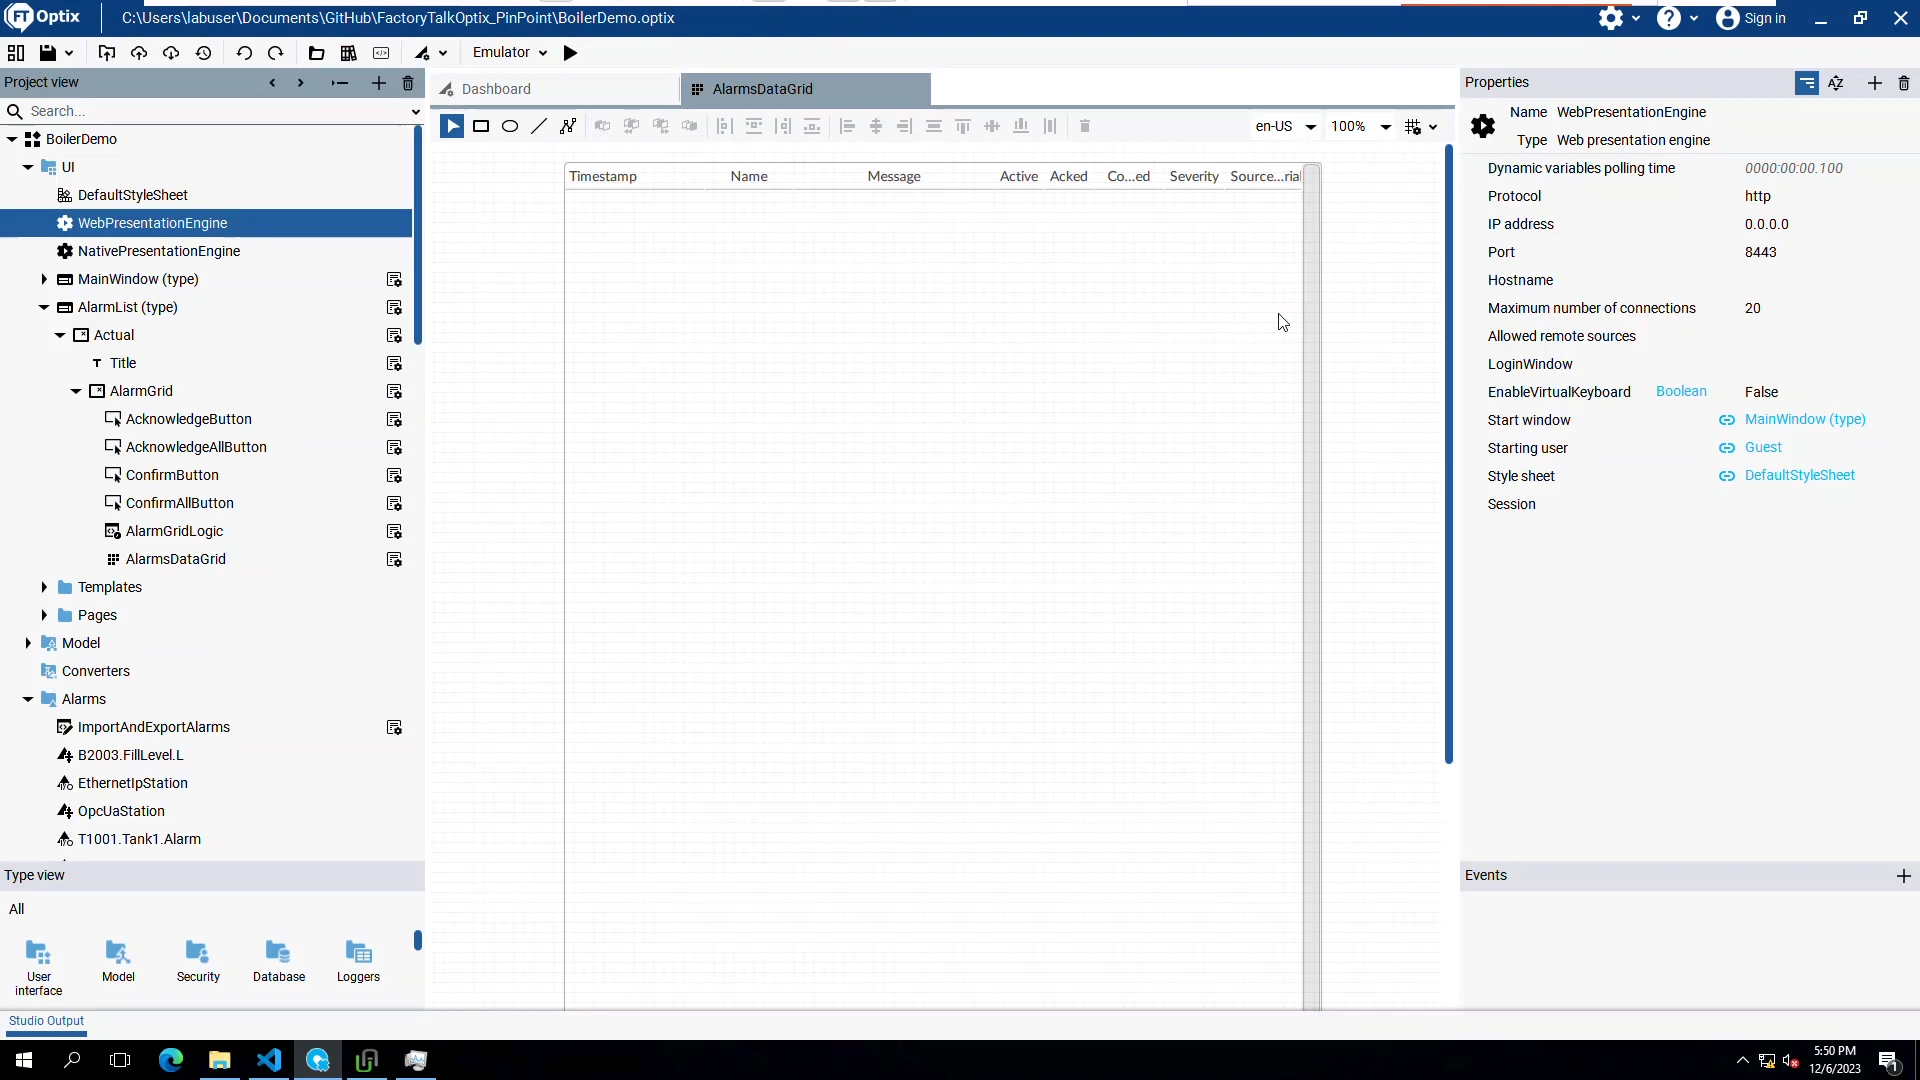 FT Optix
C:\Users\labuser\Documents\GitHub\FactoryTalkOptix_PinPoint\BoilerDemo.optix
Sign in
Emulator
Project view
Search...
BoilerDemo
UI
DefaultStyleSheet
WebPresentationEngine
NativePresentationEngine
MainWindow (type)
AlarmList (type)
Actual
Title
AlarmGrid
AcknowledgeButton
AcknowledgeAllButton
ConfirmButton
ConfirmAllButton
AlarmGridLogic
AlarmsDataGrid
Templates
Pages
Model
Converters
Alarms
ImportAndExportAlarms
B2003.FillLevel.L
EthernetIpStation
OpcUaStation
T1001.Tank1.Alarm
Type view
All
User interface
Model
Security
Database
Loggers
Studio Output
Dashboard
AlarmsDataGrid
en-US
100%
Timestamp Name Message Active Acked Co...ed Severity Source...rial
Properties
Name WebPresentationEngine
Type Web presentation engine
Dynamic variables polling time 0000:00:00.100
Protocol http
IP address 0.0.0.0
Port 8443
Hostname
Maximum number of connections 20
Allowed remote sources
LoginWindow
EnableVirtualKeyboard Boolean False
Start window MainWindow (type)
Starting user Guest
Style sheet DefaultStyleSheet
Session
Events
5:50 PM
12/6/2023
1